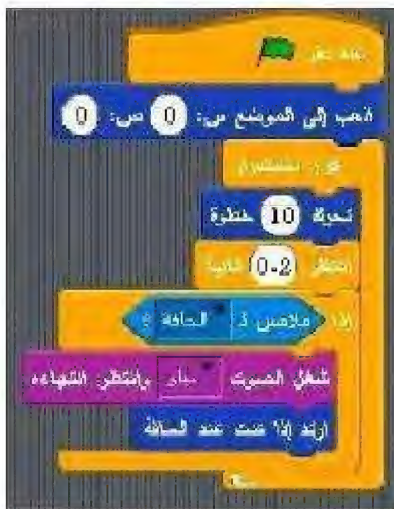 عند نقر
اذهب إلى الموضع س: 0 ص: 0
كرر باستمرار
تحرك 10 خطوة
انتظر 0-2 ثانية
إذا ملامس لـ الحافة ؟
شغل الصوت وانتظر انتهاءه
ارتد إذا كنت عند الحافة